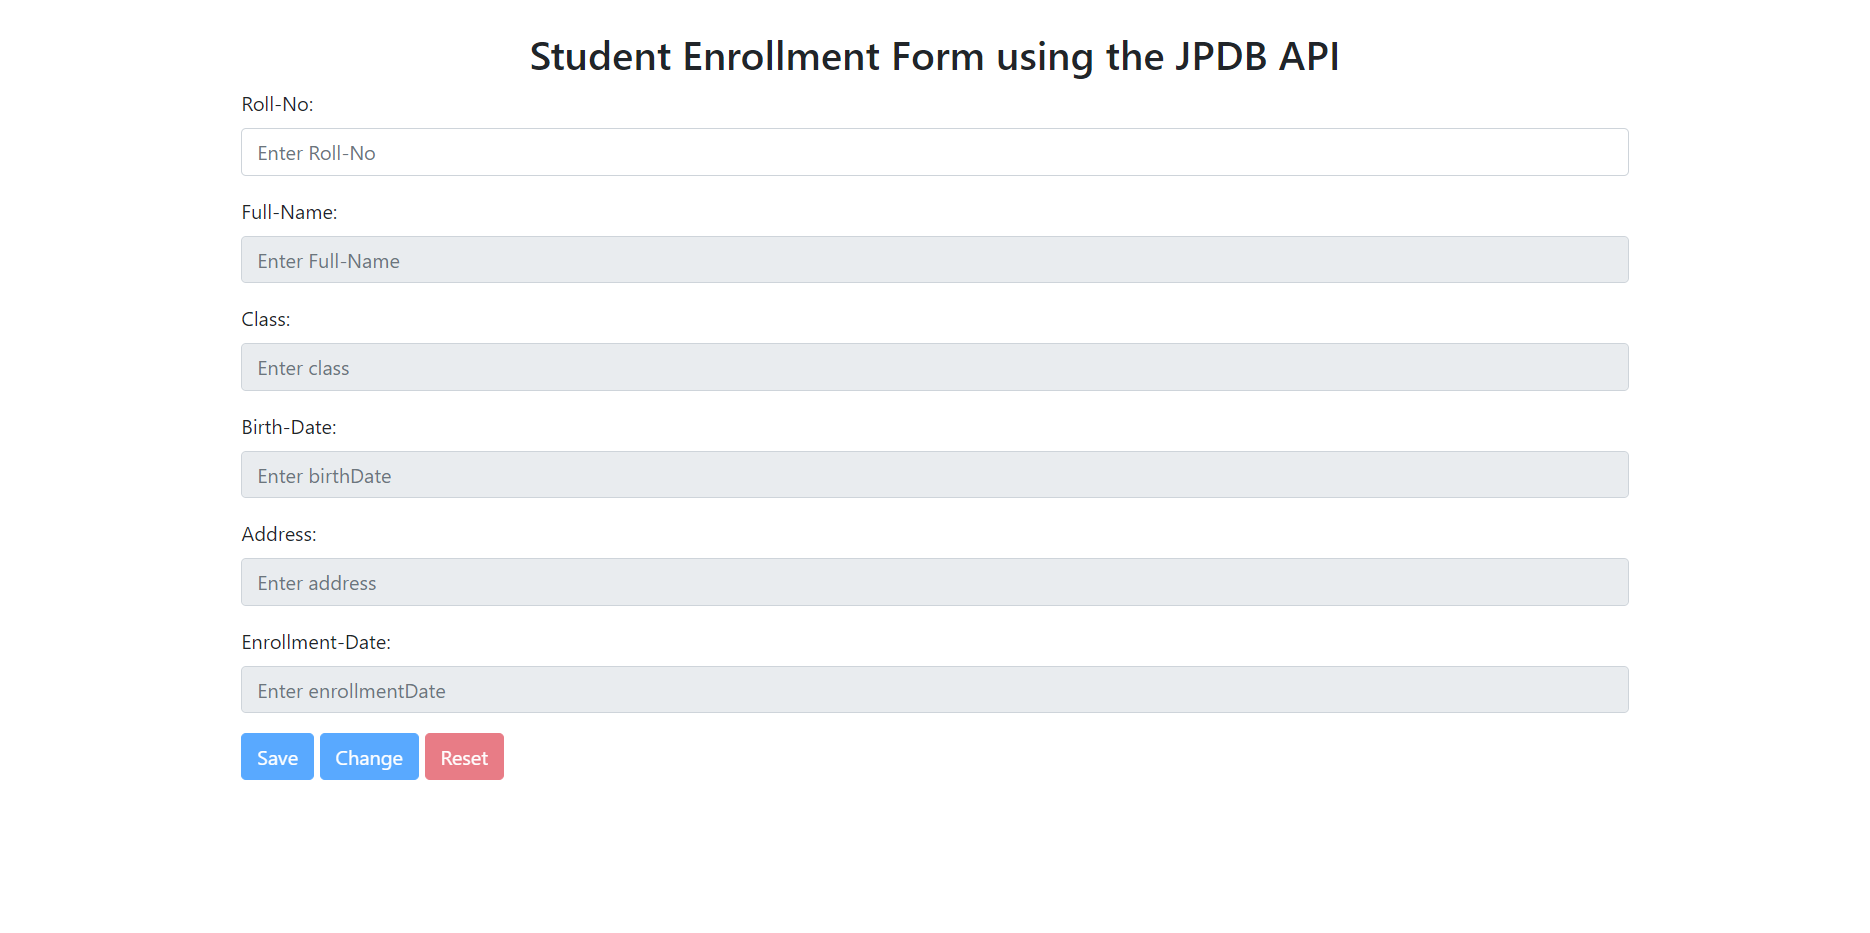 Student Enrollment Form using the JPDB API
Roll-No:
Enter Roll-No
Full-Name:
Enter Full-Name
Class:
Enter class
Birth-Date:
Enter birthDate
Address:
Enter address
Enrollment-Date:
Enter enrollmentDate
Save Change Reset